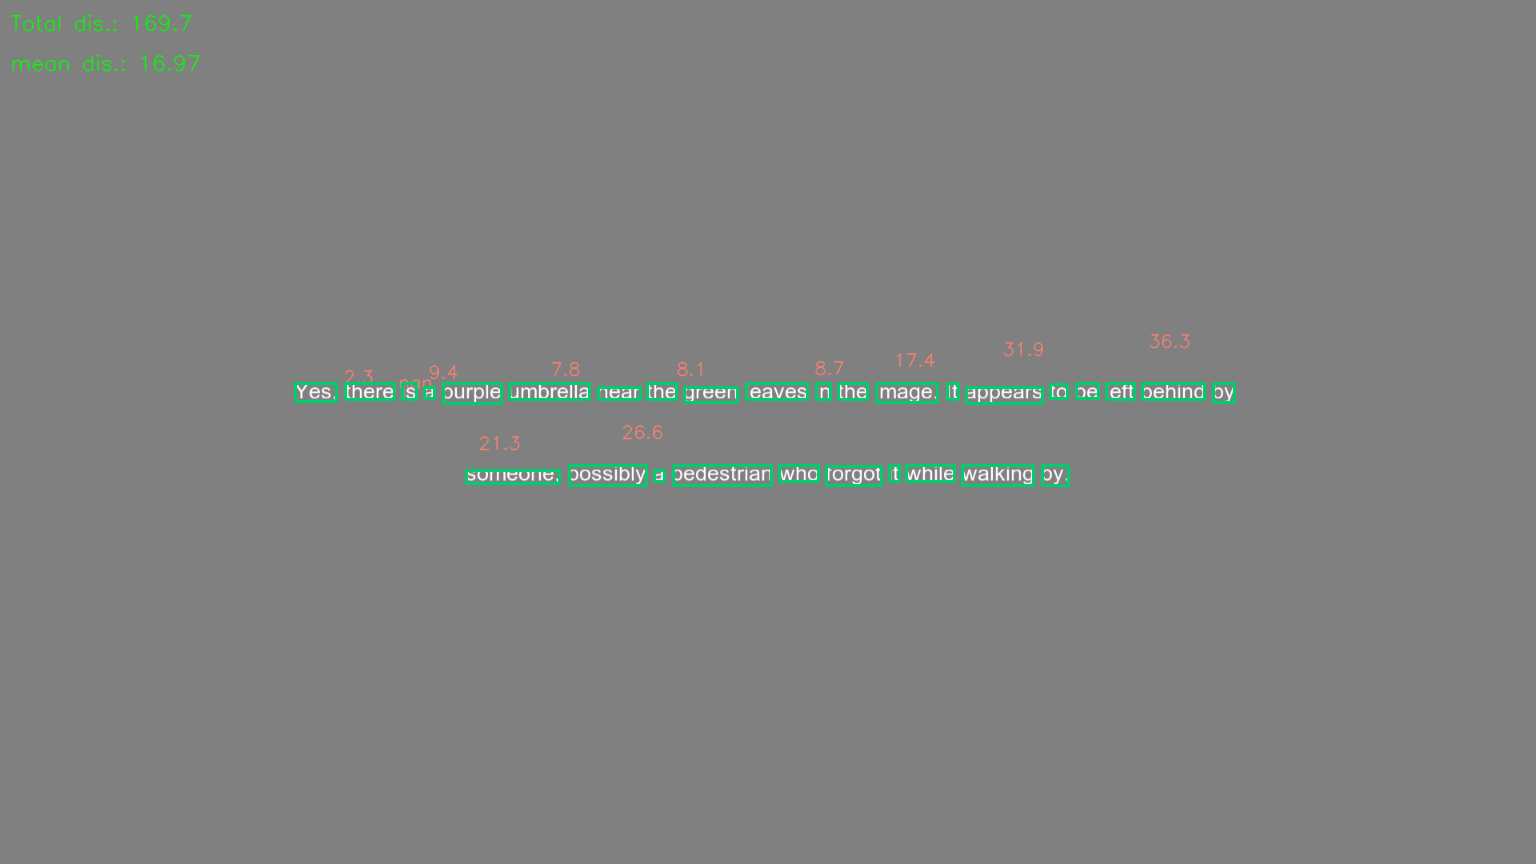 Total dis.: 169.7
mean dis.: 16.97
2.3 nan 9.4 7.8 8.1 8.7 17.4 31.9 36.3
Yes, there is a purple umbrella near the green leaves in the image. It appears to be left behind by
21.3 26.6
someone, possibly a pedestrian who forgot it while walking by.